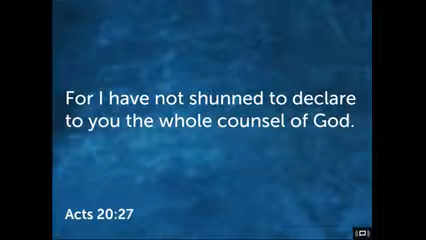 For I have not shunned to declare
to you the whole counsel of God.
Acts 20:27